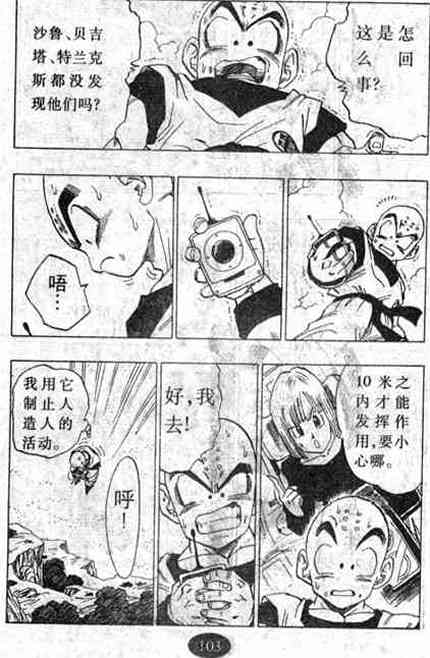 这是怎
么回
事?
沙鲁、贝吉
塔、特兰克
斯都没发
现他们吗?
唔…
10米之
内才能
发挥作
用,要小
心哪。
好,我
去!
我用它
制止人
造人的
活动。
呼!
103